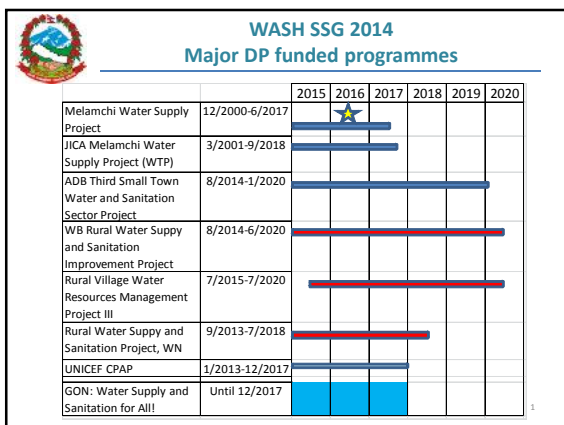 WASH SSG 2014
Major DP funded programmes
2015 2016 2017 2018 2019 2020
Melamchi Water Supply 12/2000-6/2017
Project
JICA Melamchi Water 3/2001-9/2018
Supply Project (WTP)
ADB Third Small Town 8/2014-1/2020
Water and Sanitation
Sector Project
WB Rural Water Suppy 8/2014-6/2020
and Sanitation
Improvement Project
Rural Village Water 7/2015-7/2020
Resources Management
Project III
Rural Water Suppy and 9/2013-7/2018
Sanitation Project, WN
UNICEF CPAP 1/2013-12/2017
GON: Water Supply and Until 12/2017
Sanitation for All!
1